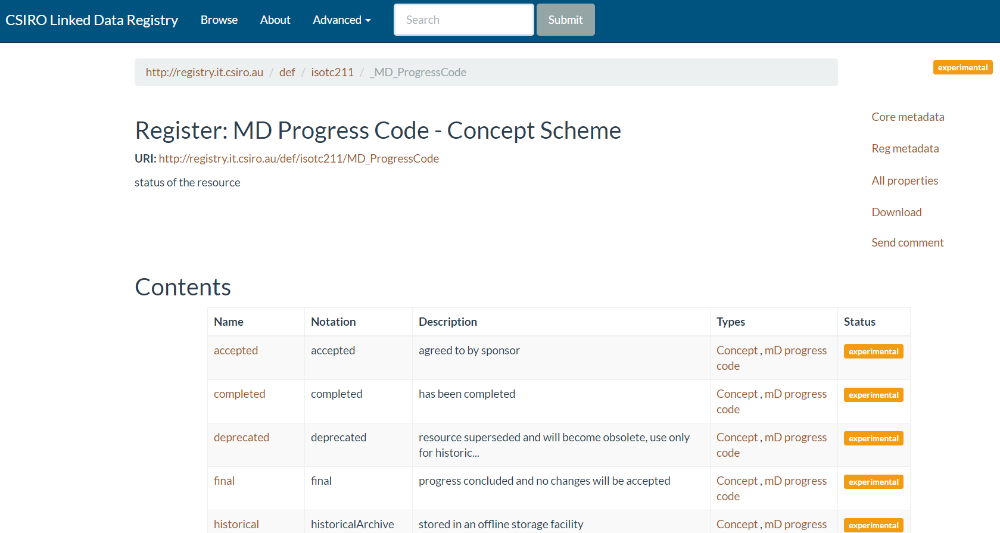 CSIRO Linked Data Registry Browse About Advanced Search Submit
http://registry.it.csiro.au / def / isotc211 / _MD_ProgressCode
experimental
Core metadata
Reg metadata
All properties
Download
Send comment
Register: MD Progress Code - Concept Scheme
URI: http://registry.it.csiro.au/def/isotc211/MD_ProgressCode
status of the resource
Contents
Name Notation Description Types Status
accepted accepted agreed to by sponsor Concept , mD progress experimental
code
completed completed has been completed Concept , mD progress experimental
code
deprecated deprecated resource superseded and will become obsolete, use only Concept , mD progress experimental
for historic... code
final final progress concluded and no changes will be accepted Concept , mD progress experimental
code
historical historicalArchive stored in an offline storage facility Concept , mD progress experimental